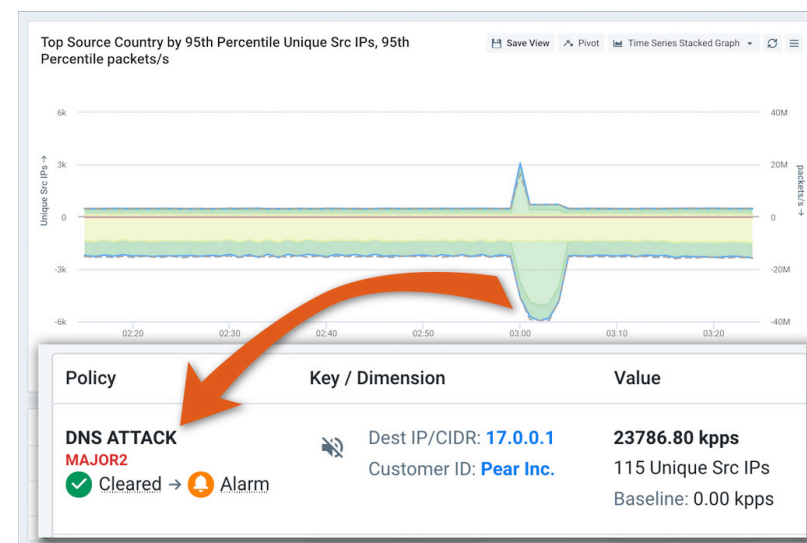 Top Source Country by 95th Percentile Unique Src IPs, 95th
Percentile packets/s
Save View
Pivot
Time Series Stacked Graph
6k
40M
3k
20M
0
0
-3k
-20M
-6k
-40M
Unique Src IPs →
packets/s →
02:20
02:30
02:40
02:50
03:00
03:10
03:20
Policy
Key / Dimension
Value
DNS ATTACK
MAJOR2
Cleared → Alarm
Dest IP/CIDR: 17.0.0.1
Customer ID: Pear Inc.
23786.80 kpps
115 Unique Src IPs
Baseline: 0.00 kpps